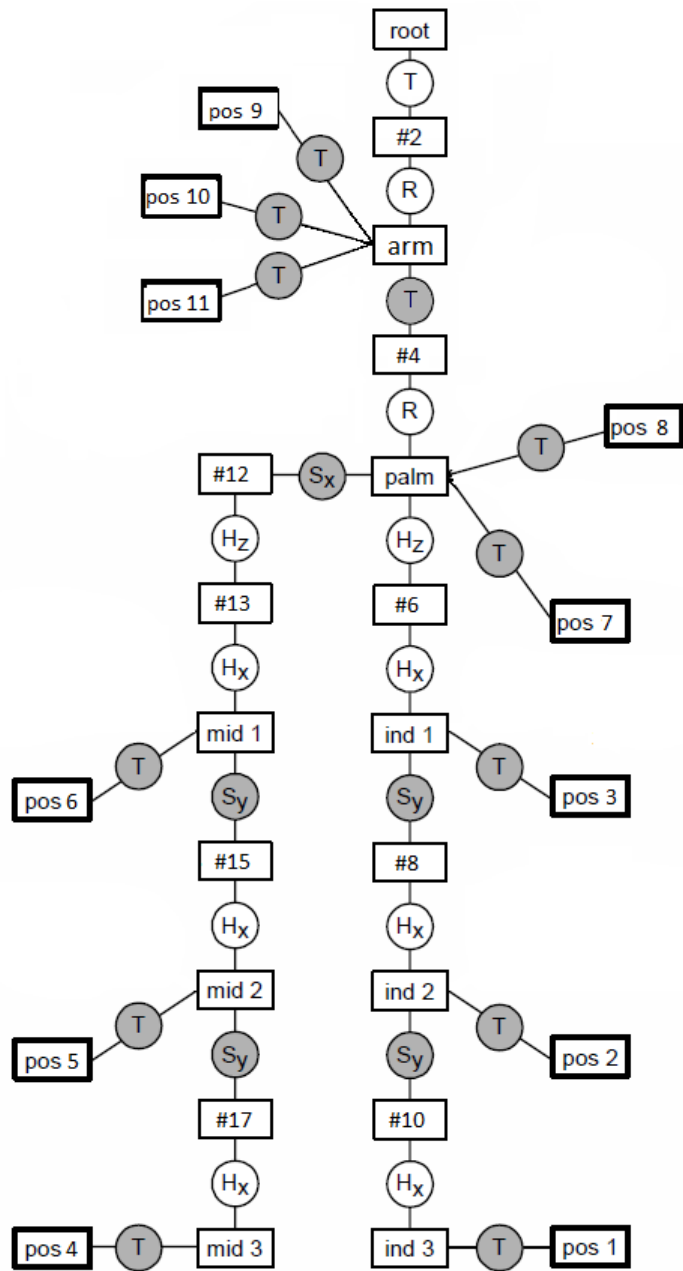 root
T
pos 9
#2
T
R
pos 10
T
arm
T
pos 11
T
#4
R
pos 8
T
#12
Sx
palm
Hz
Hz
T
#13
#6
pos 7
Hx
Hx
mid 1
ind 1
T
T
pos 6
Sy
Sy
pos 3
#15
#8
Hx
Hx
mid 2
ind 2
T
T
pos 5
Sy
Sy
pos 2
#17
#10
Hx
Hx
pos 4
T
mid 3
ind 3
T
pos 1